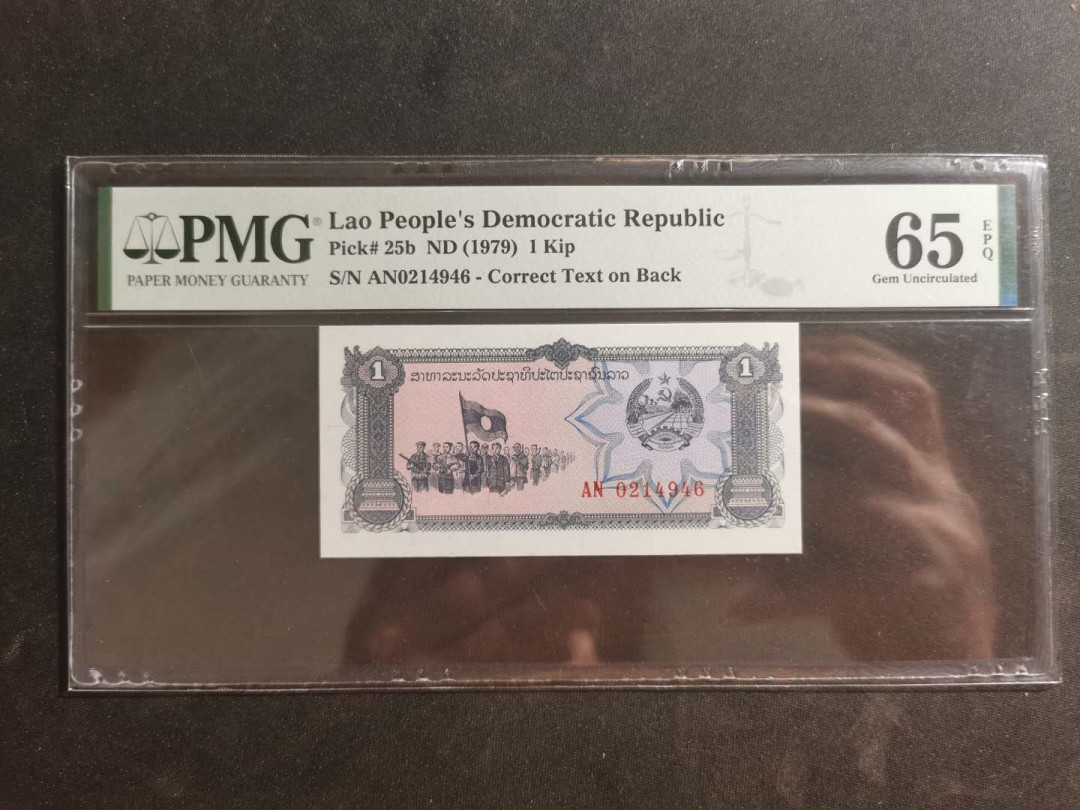 PMG®
PAPER MONEY GUARANTY
Lao People's Democratic Republic
Pick# 25b ND (1979) 1 Kip
S/N AN0214946 - Correct Text on Back
65
EPQ
Gem Uncirculated
1
ສາທາລະນະລັດປະຊາທິປະໄຕປະຊາຊົນລາວ
1
AN 0214946